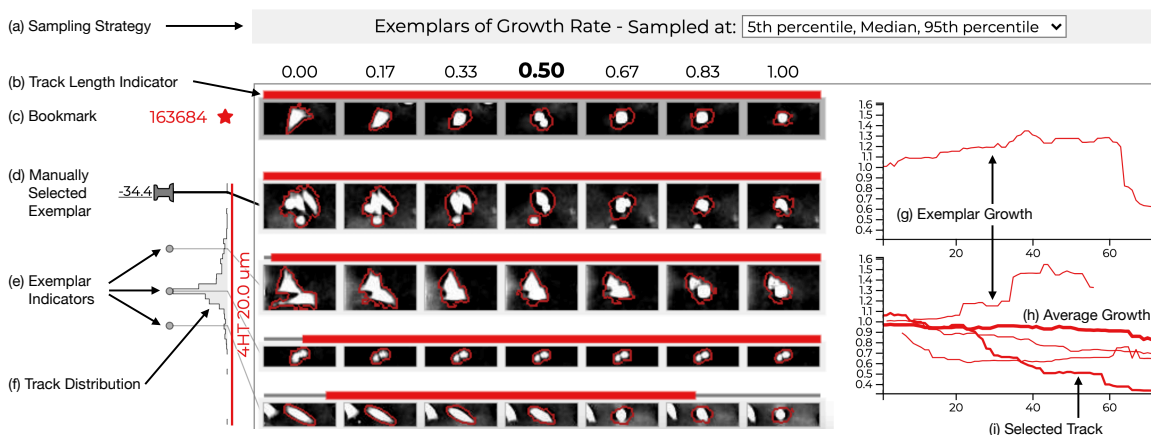 (a) Sampling Strategy
Exemplars of Growth Rate - Sampled at: 5th percentile, Median, 95th percentile
(b) Track Length Indicator
0.00 0.17 0.33 0.50 0.67 0.83 1.00
(c) Bookmark
163684
(d) Manually
Selected
Exemplar
-34.4
(e) Exemplar
Indicators
4HT 20.0 um
(f) Track Distribution
1.6
1.5
1.4
1.3
1.2
1.1
1.0
0.9
0.8
0.7
0.6
0.5
0.4
20 40 60
(g) Exemplar Growth
1.6
1.5
1.4
1.3
1.2
1.1
1.0
0.9
0.8
0.7
0.6
0.5
0.4
20 40 60
(h) Average Growth
(i) Selected Track